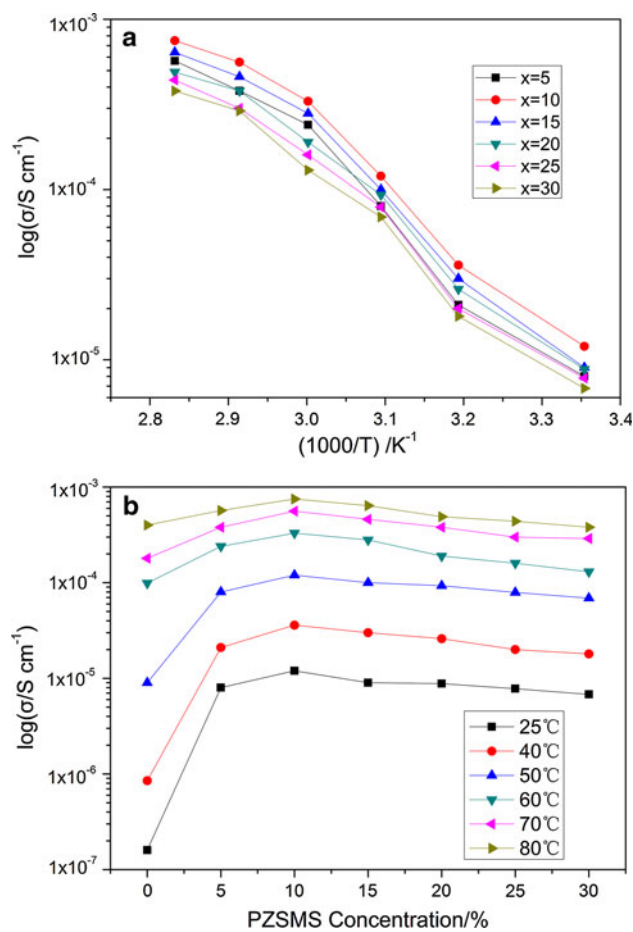 a
log(σ/S cm⁻¹)
1x10⁻³
1x10⁻⁴
1x10⁻⁵
x=5
x=10
x=15
x=20
x=25
x=30
2.8 2.9 3.0 3.1 3.2 3.3 3.4
(1000/T) /K⁻¹
b
log(σ/S cm⁻¹)
1x10⁻³
1x10⁻⁴
1x10⁻⁵
1x10⁻⁶
1x10⁻⁷
25℃
40℃
50℃
60℃
70℃
80℃
0 5 10 15 20 25 30
PZSMS Concentration/%